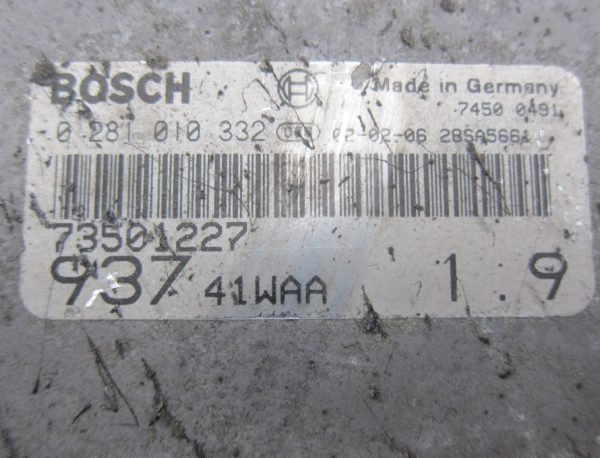 BOSCH Made in Germany
7450 0491
0 281 010 332 02-02-06 28SA5661
73501227
937 41WAA 1.9